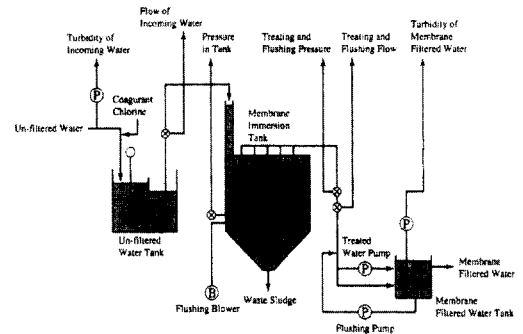 Flow of
Incoming Water
Turbidity of
Incoming Water
Pressure
in Tank
Treating and
Flushing Pressure
Treating and
Flushing Flow
Turbidity of
Membrane
Filtered Water
P
Coagurant
Chlorine
Un-filtered Water
Membrane
Immersion
Tank
Un-filtered
Water Tank
P
Treated
Water Pump
P
Membrane
Filtered Water
B
Flushing Blower
Waste Sludge
P
Flushing Pump
Membrane
Filtered Water Tank